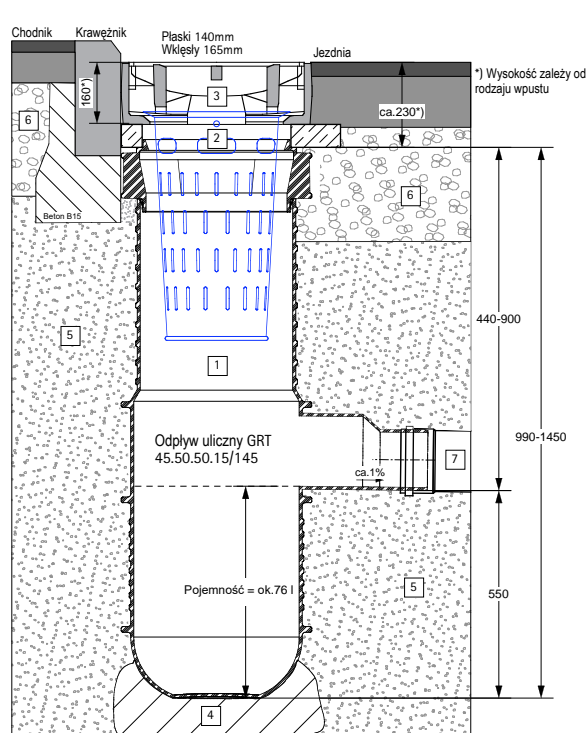 Chodnik
Krawężnik
Płaski 140mm
Wklęsły 165mm
Jezdnia
*) Wysokość zależy od
rodzaju wpustu
160*)
3
ca.230*)
6
2
6
Beton B15
440-900
5
1
Odpływ uliczny GRT
45.50.50.15/145
990-1450
7
ca.1%
Pojemność = ok.76 l
5
550
4